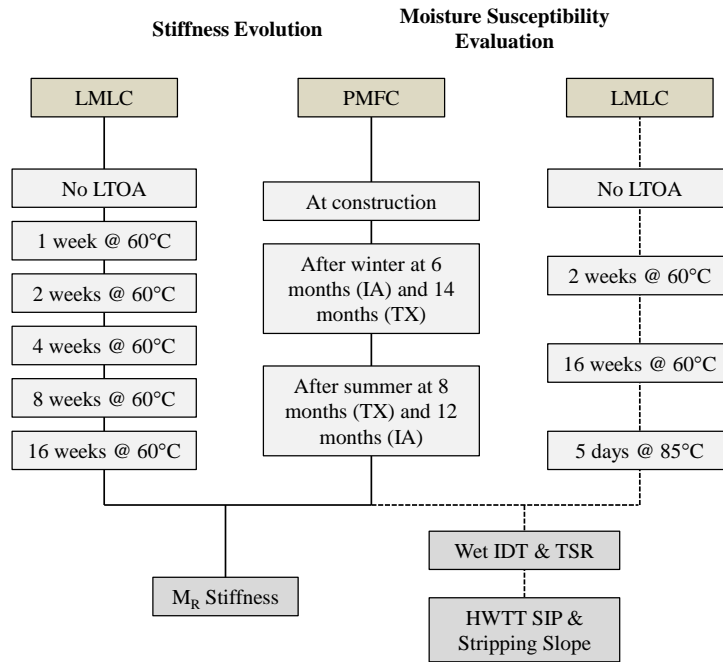 Stiffness Evolution
Moisture Susceptibility
Evaluation
LMLC
No LTOA
1 week @ 60°C
2 weeks @ 60°C
4 weeks @ 60°C
8 weeks @ 60°C
16 weeks @ 60°C
PMFC
At construction
After winter at 6
months (IA) and 14
months (TX)
After summer at 8
months (TX) and 12
months (IA)
LMLC
No LTOA
2 weeks @ 60°C
16 weeks @ 60°C
5 days @ 85°C
MR Stiffness
Wet IDT & TSR
HWTT SIP &
Stripping Slope